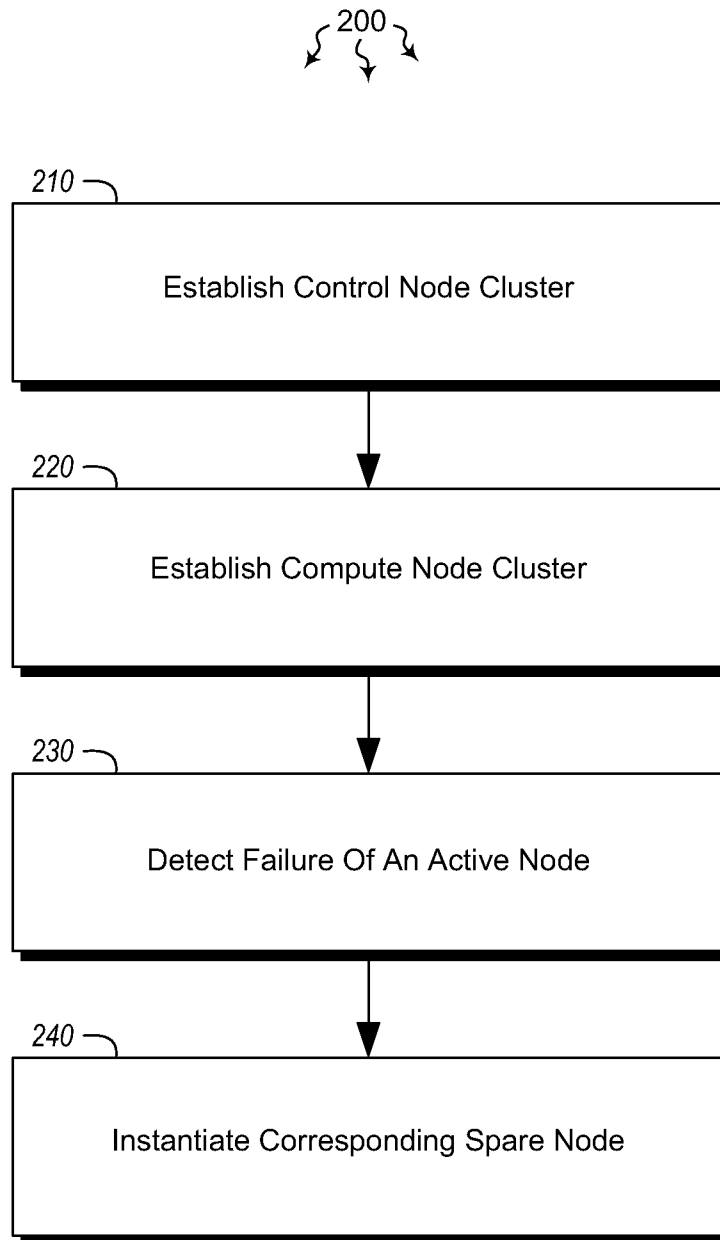 200
210
Establish Control Node Cluster
220
Establish Compute Node Cluster
230
Detect Failure Of An Active Node
240
Instantiate Corresponding Spare Node